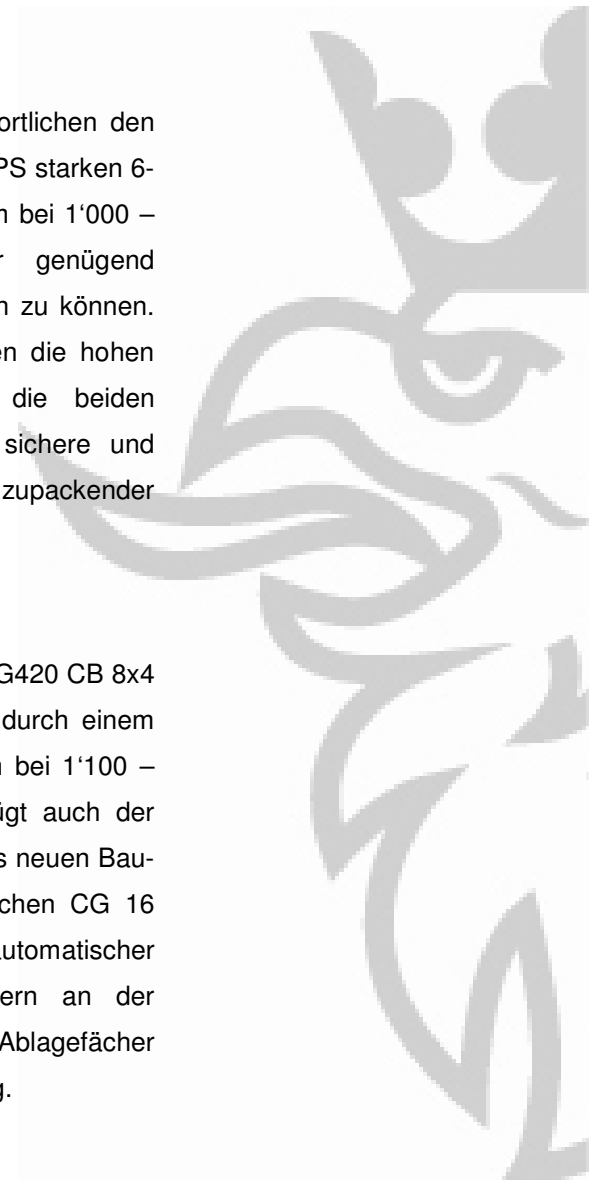 ortlichen den
PS starken 6-
n bei 1‘000 –
r genügend
n zu können.
en die hohen
die beiden
sichere und
zupackender
G420 CB 8x4
durch einem
n bei 1‘100 –
ügt auch der
s neuen Bau-
chen CG 16
automatischer
ern an der
Ablagefächer
g.